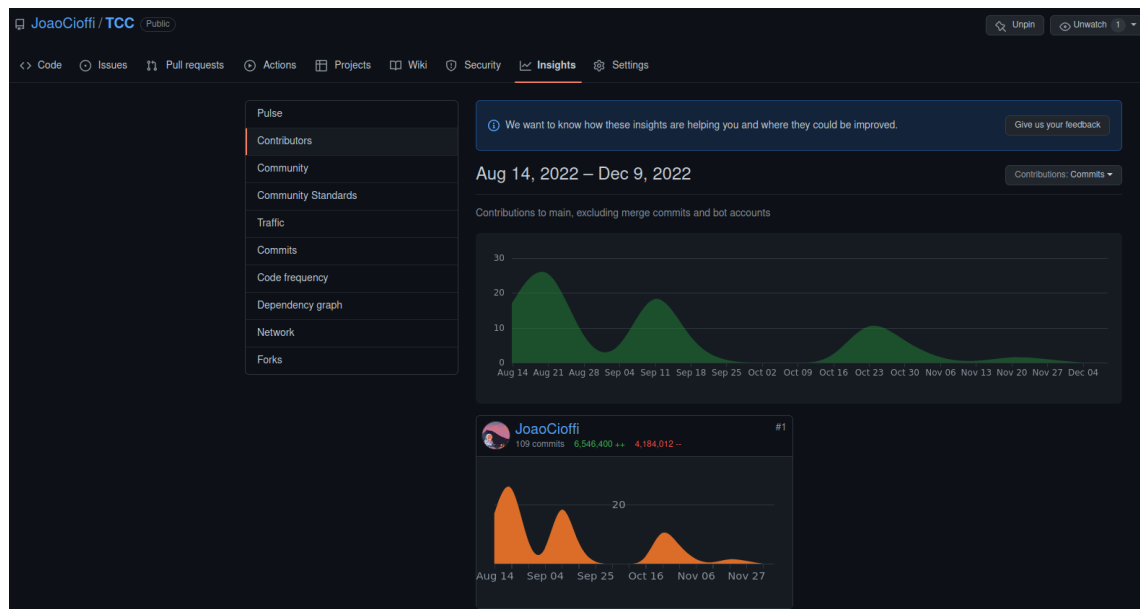 JoaoCioffi / TCC Public
Unpin
Unwatch 1
<> Code Issues Pull requests Actions Projects Wiki Security Insights Settings
Pulse
Contributors
Community
Community Standards
Traffic
Commits
Code frequency
Dependency graph
Network
Forks
We want to know how these insights are helping you and where they could be improved.
Give us your feedback
Aug 14, 2022 – Dec 9, 2022
Contributions: Commits
Contributions to main, excluding merge commits and bot accounts
30
20
10
0
Aug 14 Aug 21 Aug 28 Sep 04 Sep 11 Sep 18 Sep 25 Oct 02 Oct 09 Oct 16 Oct 23 Oct 30 Nov 06 Nov 13 Nov 20 Nov 27 Dec 04
JoaoCioffi
#1
109 commits 6,546,400 ++ 4,184,012 --
20
Aug 14 Sep 04 Sep 25 Oct 16 Nov 06 Nov 27